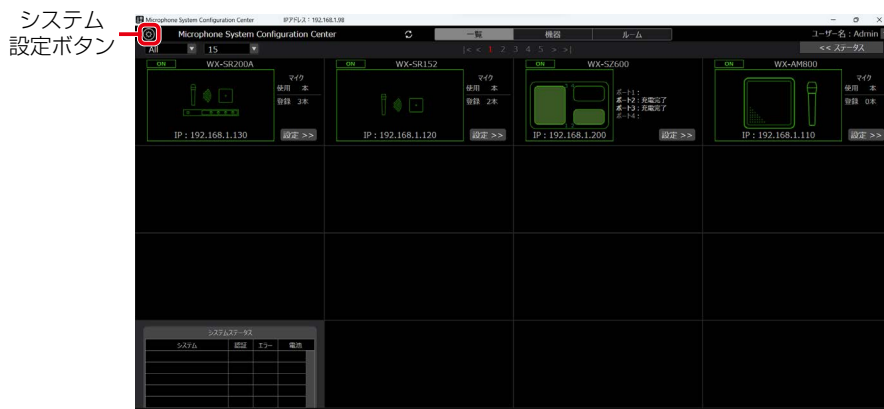 システム
設定ボタン
Microphone System Configuration Center IPアドレス : 192.168.1.98
Microphone System Configuration Center 一覧 機器 ルーム ユーザー名 : Admin
All 15 |< < 1 2 3 4 5 > >| << ステータス
ON WX-SR200A
マイク
使用 本
登録 3本
IP : 192.168.1.130 設定 >>
ON WX-SR152
マイク
使用 本
登録 2本
IP : 192.168.1.120 設定 >>
ON WX-SZ600
ポート1 :
ポート2 : 充電完了
ポート3 : 充電完了
ポート4 :
IP : 192.168.1.200 設定 >>
ON WX-AM800
マイク
使用 本
登録 0本
IP : 192.168.1.110 設定 >>
システムステータス
システム 認証 エラー 電池